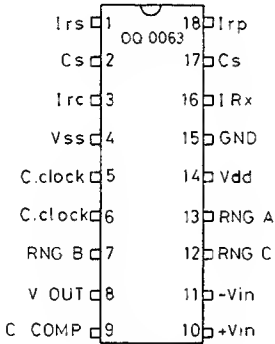 Irs 1 OQ 0063 18 Irp
Cs 2 17 Cs
Irc 3 16 IRx
Vss 4 15 GND
C.clock 5 14 Vdd
C.clock 6 13 RNG A
RNG B 7 12 RNG C
V OUT 8 11 -Vin
C COMP 9 10 +Vin